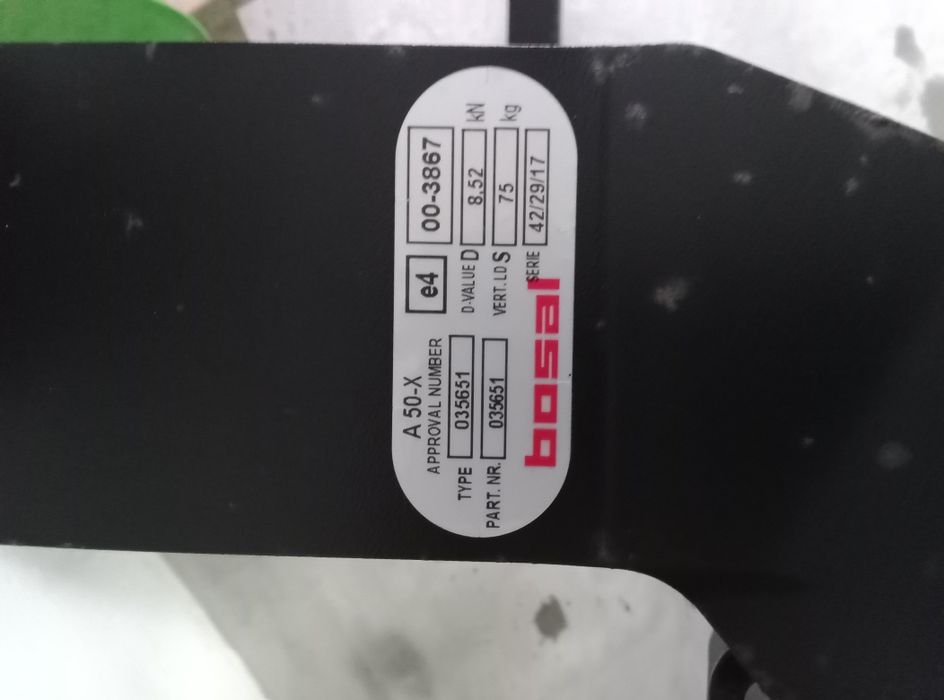 A 50-X
APPROVAL NUMBER e4 00-3867
TYPE 035651 D-VALUE D 8,52 kN
PART. NR. 035651 VERT. LD S 75 kg
bosal SERIE 42/29/17